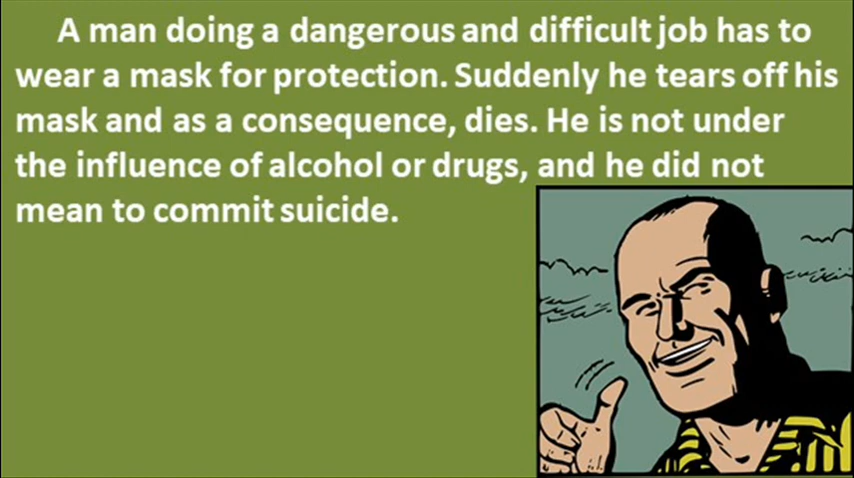 A man doing a dangerous and difficult job has to
wear a mask for protection. Suddenly he tears off his
mask and as a consequence, dies. He is not under
the influence of alcohol or drugs, and he did not
mean to commit suicide.